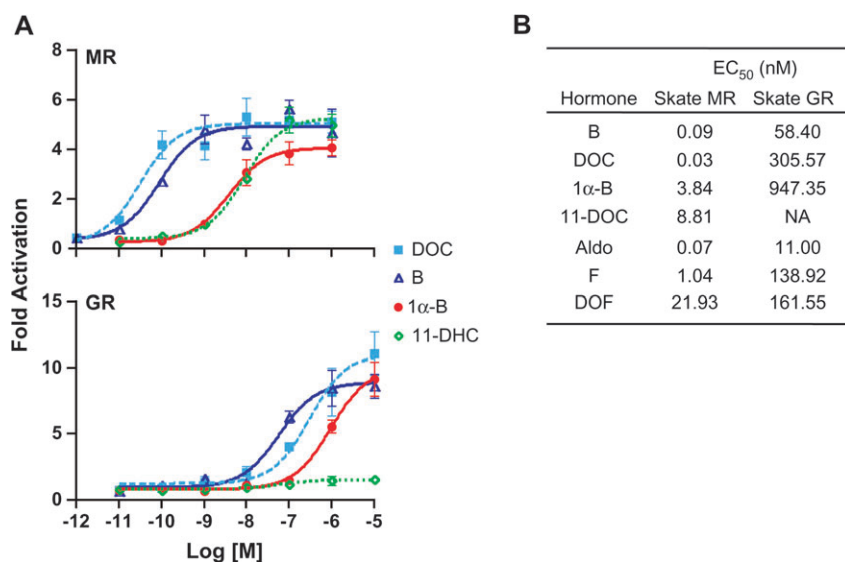 A
MR
8
6
4
2
0
Fold Activation
GR
15
10
5
0
-12 -11 -10 -9 -8 -7 -6 -5
Log [M]
DOC
B
1α-B
11-DHC
B
EC50 (nM)
Hormone Skate MR Skate GR
B 0.09 58.40
DOC 0.03 305.57
1α-B 3.84 947.35
11-DOC 8.81 NA
Aldo 0.07 11.00
F 1.04 138.92
DOF 21.93 161.55